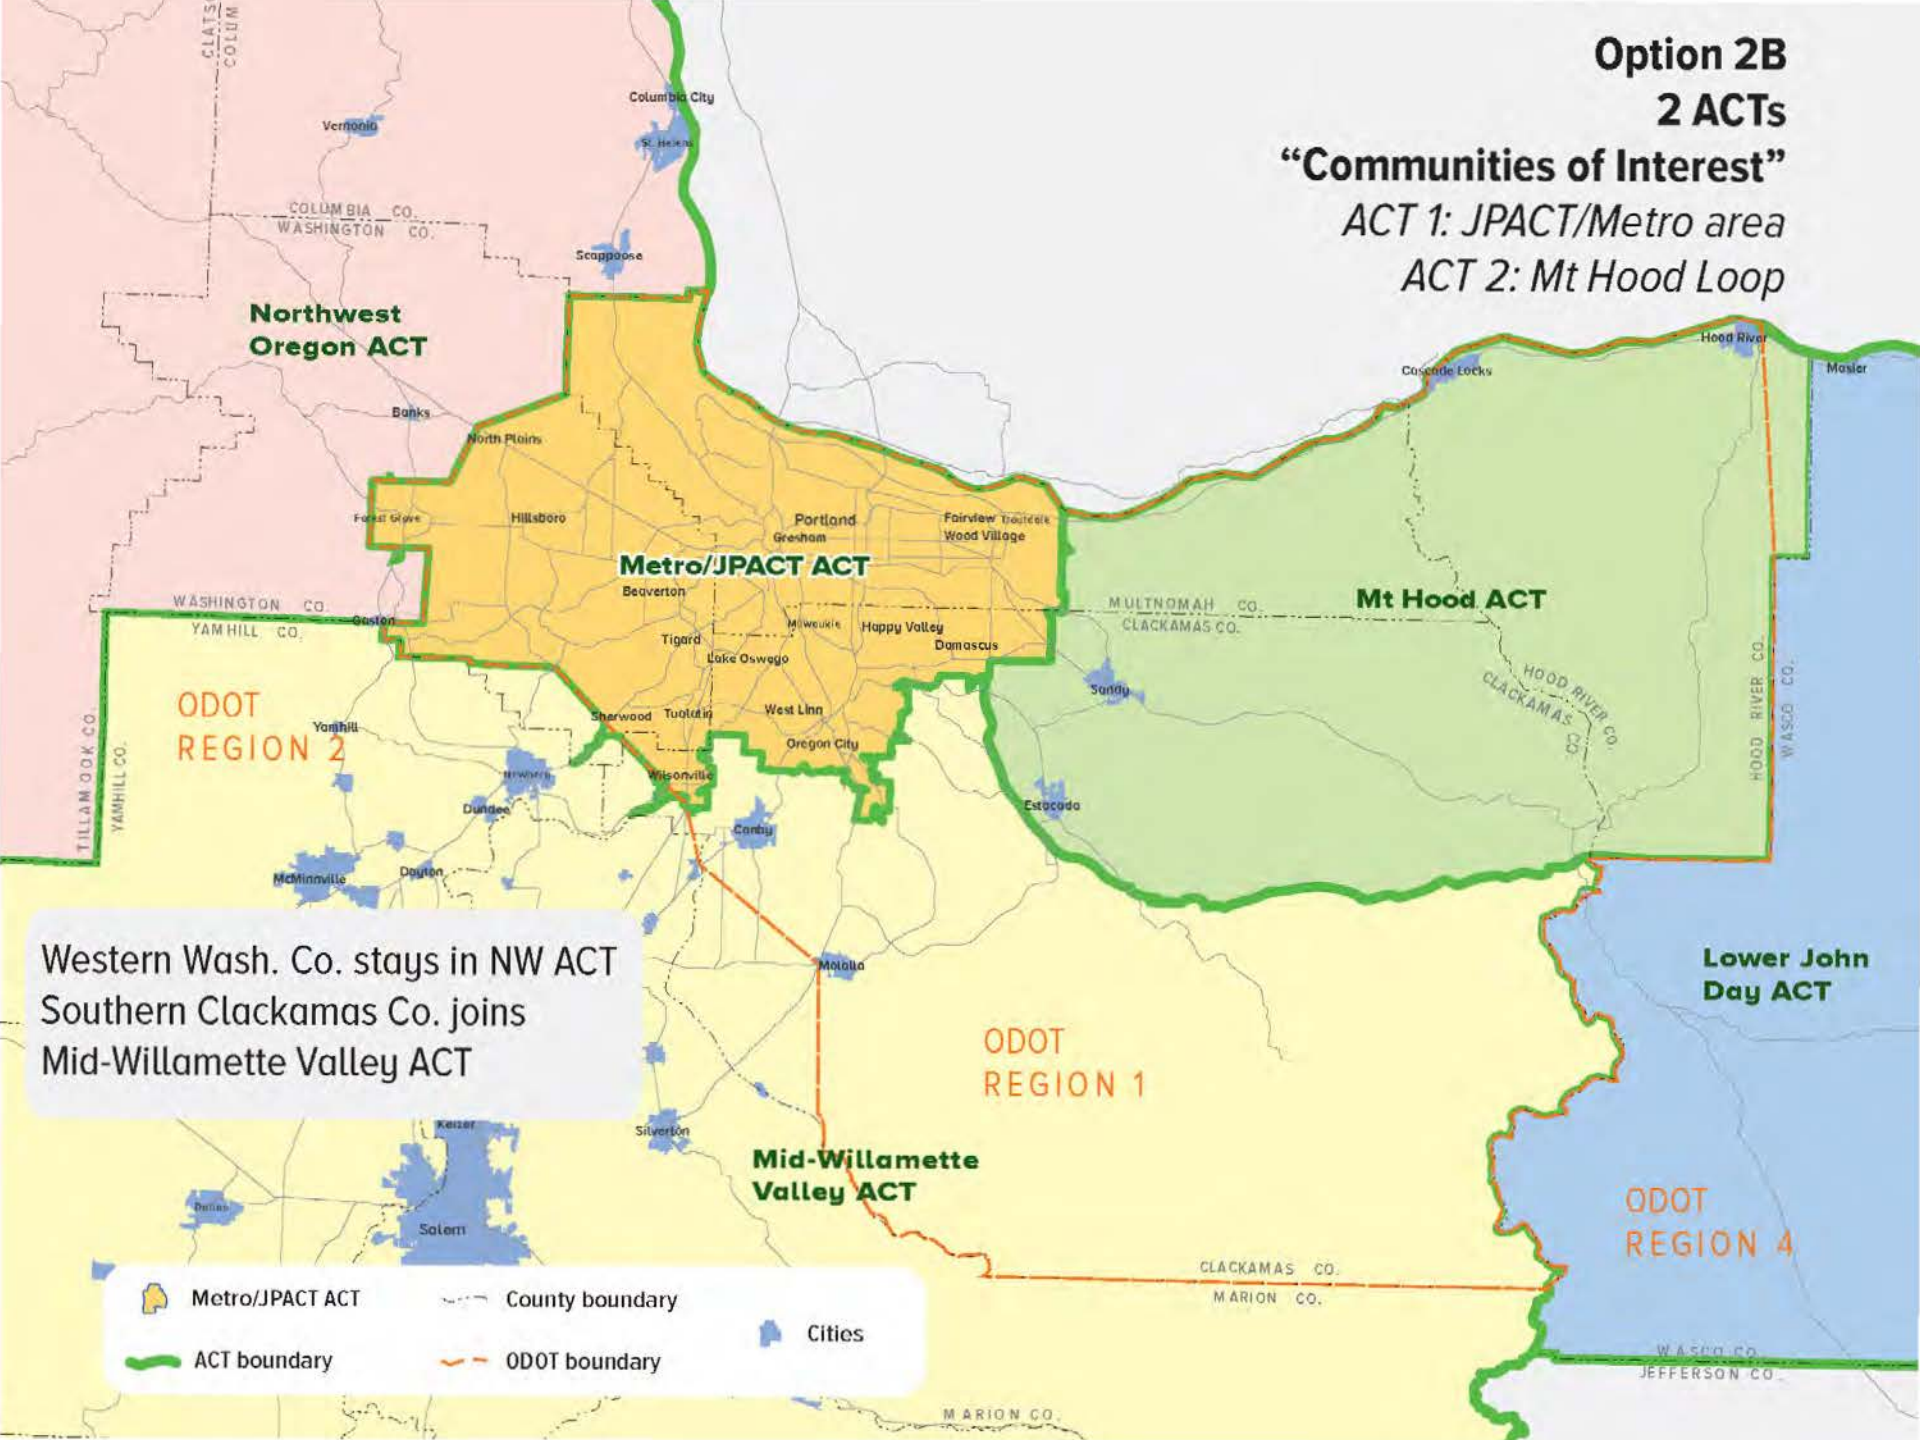 Option 2B
2 ACTs
“Communities of Interest”
ACT 1: JPACT/Metro area
ACT 2: Mt Hood Loop
COLUMBIA CO.
WASHINGTON CO.
Columbia City
Vernonia
St. Helens
Scappoose
Northwest
Oregon ACT
Hood River
Cascade Locks
Mosier
Banks
North Plains
Forest Grove
Hillsboro
Portland
Gresham
Fairview Troutdale
Wood Village
Metro/JPACT ACT
Beaverton
Mt Hood ACT
WASHINGTON CO.
YAMHILL CO.
Gaston
MULTNOMAH CO.
CLACKAMAS CO.
Milwaukie
Happy Valley
Tigard
Damascus
Lake Oswego
Sandy
HOOD RIVER CO.
CLACKAMAS CO.
HOOD RIVER CO.
WASCO CO.
ODOT
REGION 2
Yamhill
Sherwood
Tualatin
West Linn
Oregon City
TILLAMOOK CO.
YAMHILL CO.
Newberg
Wilsonville
Dundee
Canby
Estacada
McMinnville
Dayton
Western Wash. Co. stays in NW ACT
Southern Clackamas Co. joins
Mid-Willamette Valley ACT
Molalla
Lower John
Day ACT
ODOT
REGION 1
Keizer
Silverton
Mid-Willamette
Valley ACT
Dallas
Salem
ODOT
REGION 4
CLACKAMAS CO.
MARION CO.
Metro/JPACT ACT
County boundary
Cities
ACT boundary
ODOT boundary
WASCO CO.
JEFFERSON CO.
MARION CO.